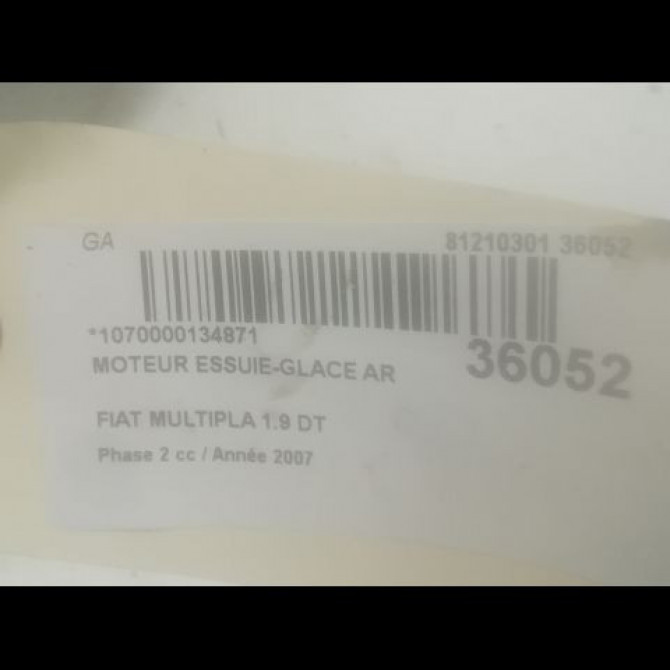 GA 81210301 36052
*1070000134871
36052
MOTEUR ESSUIE-GLACE AR
FIAT MULTIPLA 1.9 DT
Phase 2 cc / Année 2007